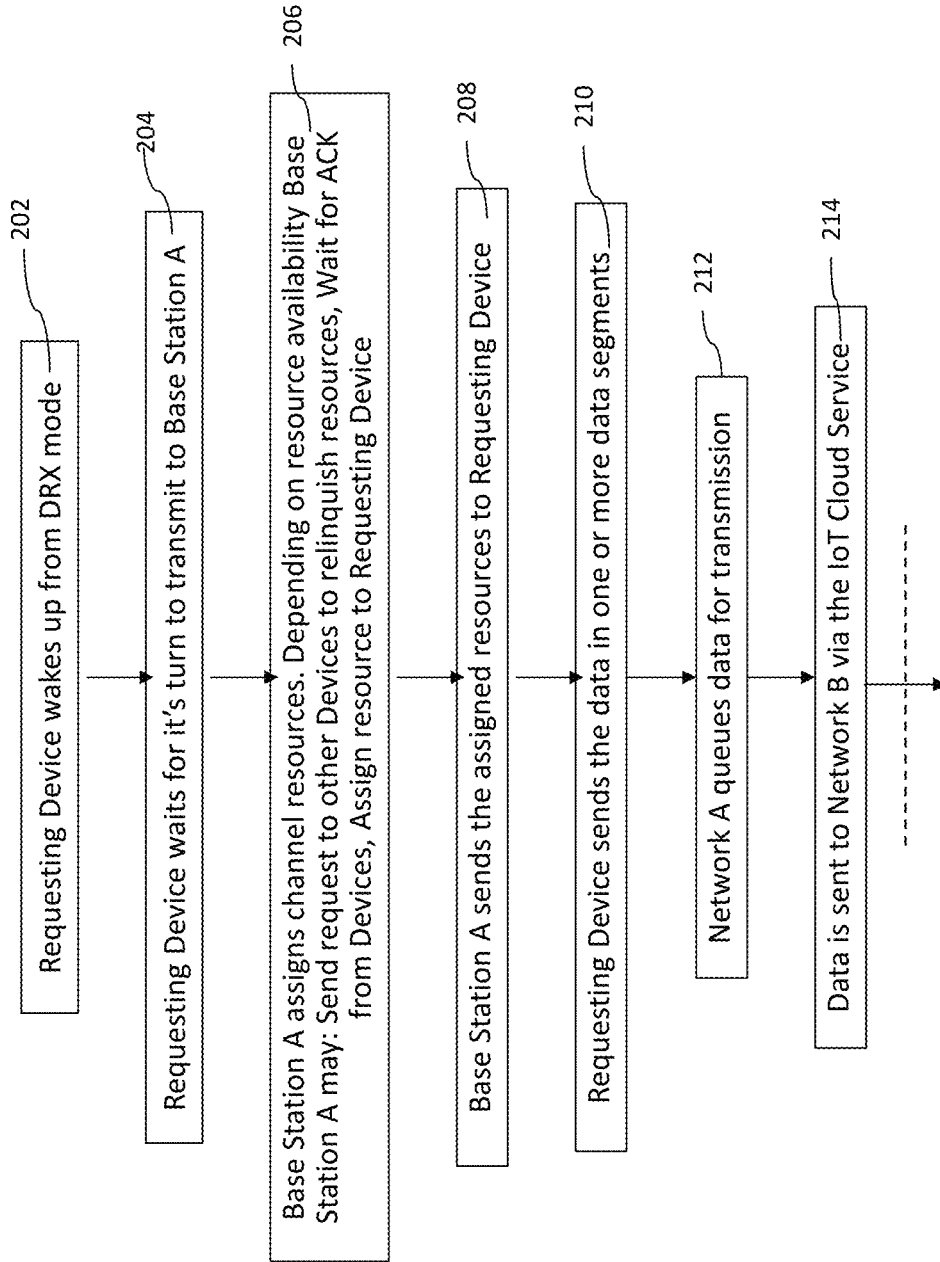 202
Requesting Device wakes up from DRX mode
204
Requesting Device waits for it's turn to transmit to Base Station A
206
Base Station A assigns channel resources. Depending on resource availability Base
Station A may: Send request to other Devices to relinquish resources, Wait for ACK
from Devices, Assign resource to Requesting Device
208
Base Station A sends the assigned resources to Requesting Device
210
Requesting Device sends the data in one or more data segments
212
Network A queues data for transmission
214
Data is sent to Network B via the IoT Cloud Service